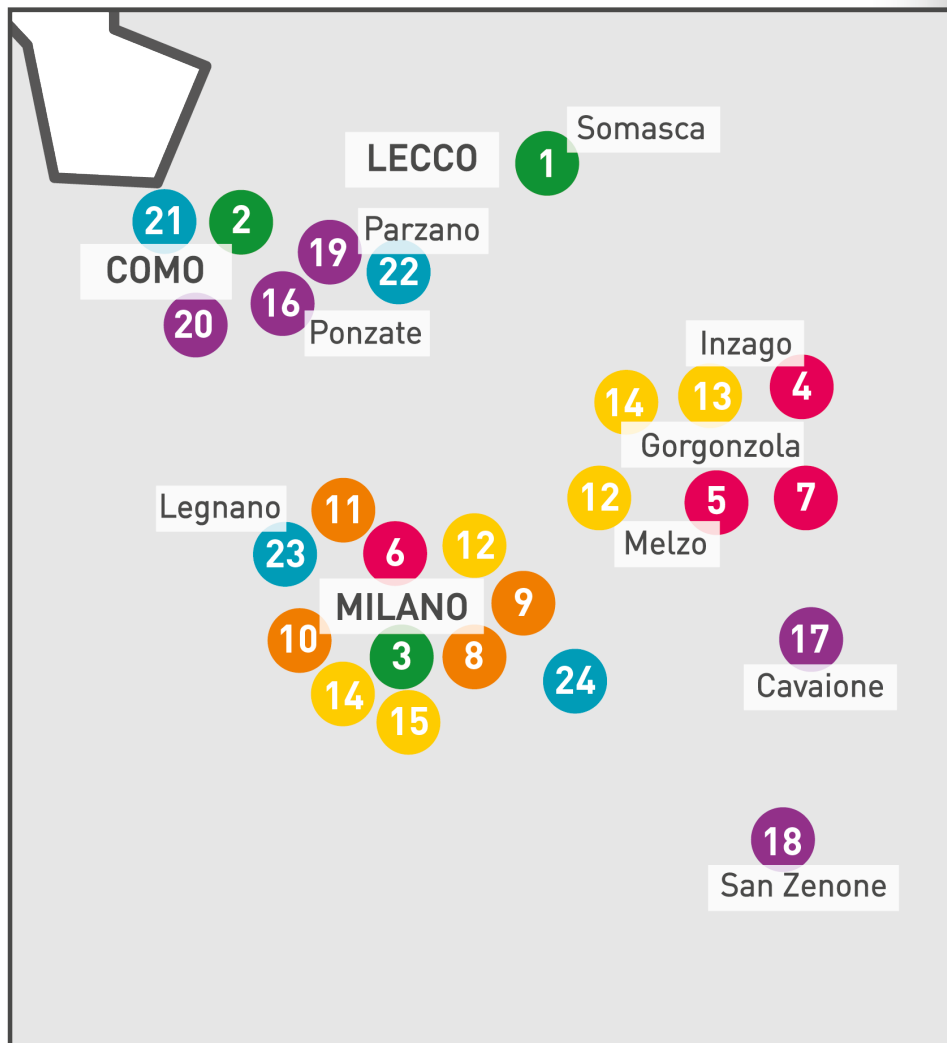 Somasca
LECCO
1
21
2
Parzano
19
22
COMO
16
20
Ponzate
Inzago
14
13
4
Gorgonzola
Legnano
11
12
5
7
23
6
12
Melzo
MILANO
9
10
3
8
17
24
Cavaione
14
15
18
San Zenone